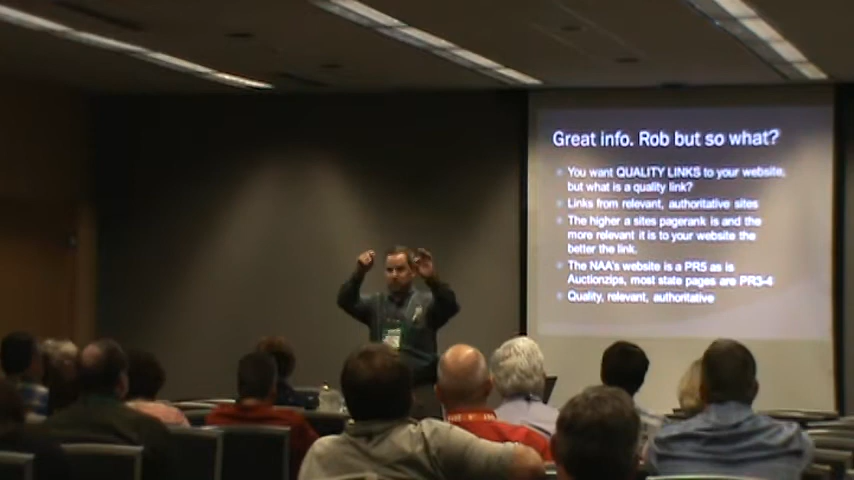 Great info. Rob but so what?
You want QUALITY LINKS to your website,
but what is a quality link?
Links from relevant, authoritative sites
The higher a sites pagerank is and the
more relevant it is to your website the
better the link.
The NAA's website is a PR5 as is
Auctionzips, most state pages are PR3-4
Quality, relevant, authoritative